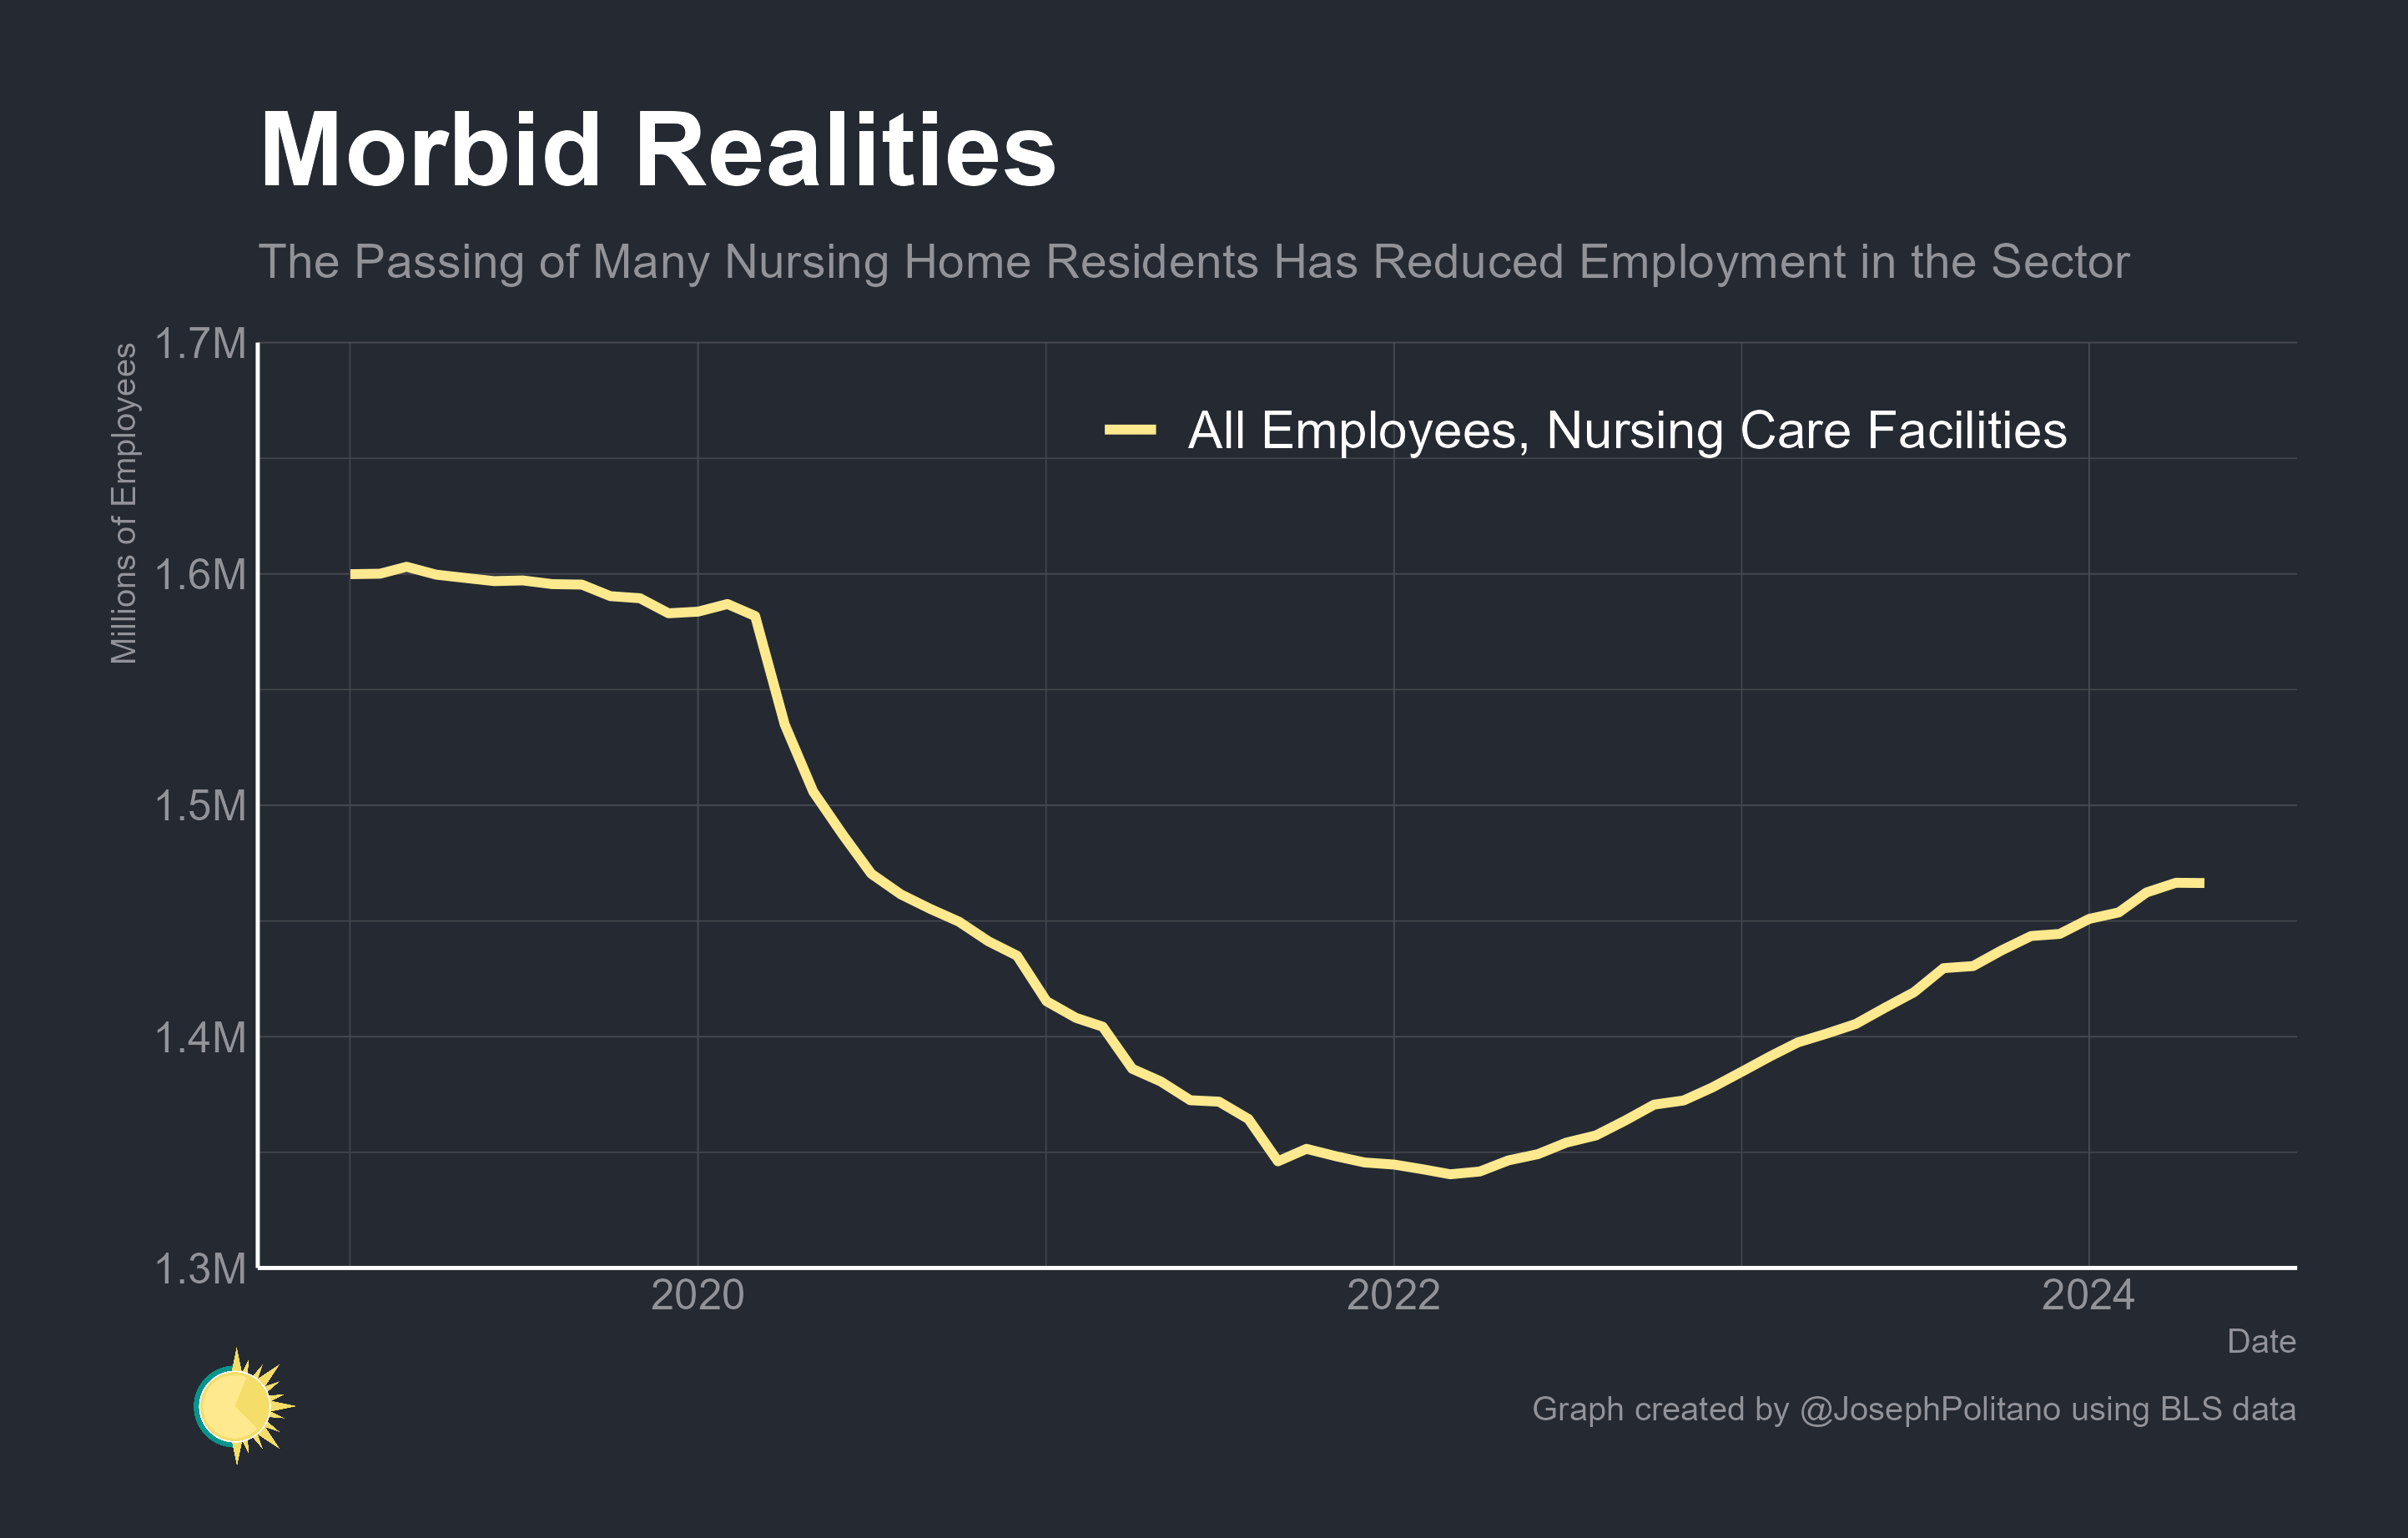 Morbid Realities
The Passing of Many Nursing Home Residents Has Reduced Employment in the Sector
Millions of Employees
1.7M
1.6M
1.5M
1.4M
1.3M
All Employees, Nursing Care Facilities
2020
2022
2024
Date
Graph created by @JosephPolitano using BLS data